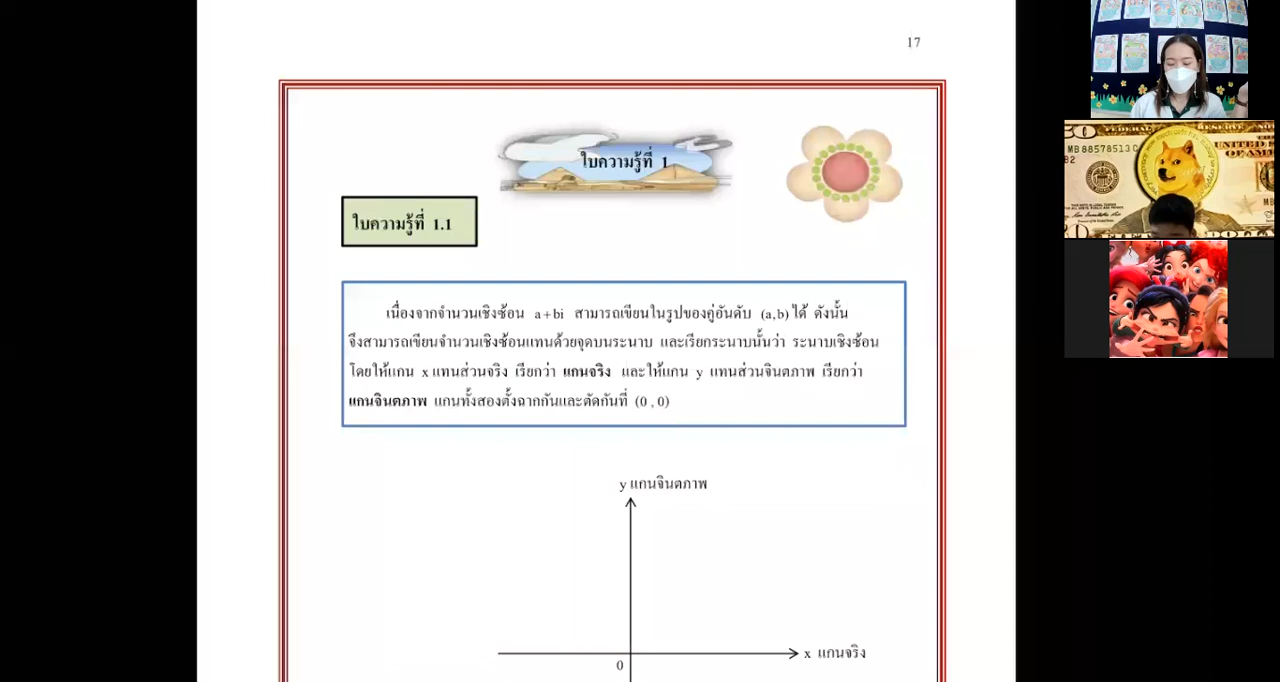 17
ใบความรู้ที่ 1
ใบความรู้ที่ 1.1
เนื่องจากจำนวนเชิงซ้อน a+bi สามารถเขียนในรูปของคู่อันดับ (a,b) ได้ ดังนั้น
จึงสามารถเขียนจำนวนเชิงซ้อนแทนด้วยจุดบนระนาบ และเรียกระนาบนั้นว่า ระนาบเชิงซ้อน
โดยให้แกน x แทนส่วนจริง เรียกว่า แกนจริง และให้แกน y แทนส่วนจินตภาพ เรียกว่า
แกนจินตภาพ แกนทั้งสองตั้งฉากกันและตัดกันที่ (0 , 0)
y แกนจินตภาพ
x แกนจริง
0
MB88578513C
UNITED